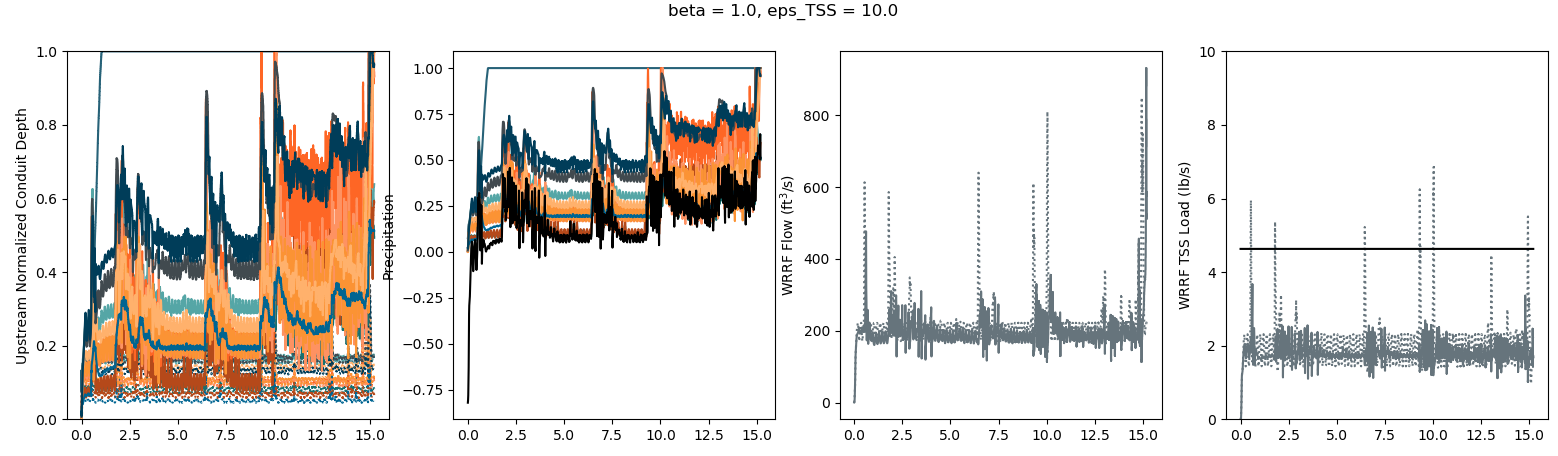 beta = 1.0, eps_TSS = 10.0
Upstream Normalized Conduit Depth
1.0
0.8
0.6
0.4
0.2
0.0
0.0 2.5 5.0 7.5 10.0 12.5 15.0
Precipitation
1.00
0.75
0.50
0.25
0.00
−0.25
−0.50
−0.75
0.0 2.5 5.0 7.5 10.0 12.5 15.0
WRRF Flow (ft³/s)
800
600
400
200
0
0.0 2.5 5.0 7.5 10.0 12.5 15.0
WRRF TSS Load (lb/s)
10
8
6
4
2
0
0.0 2.5 5.0 7.5 10.0 12.5 15.0